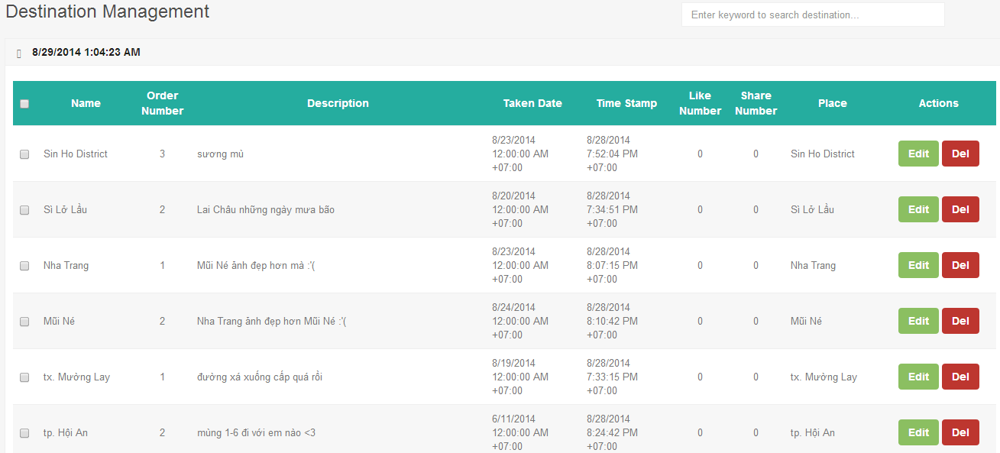 Destination Management
Enter keyword to search destination...
8/29/2014 1:04:23 AM
Name Order Number Description Taken Date Time Stamp Like Number Share Number Place Actions
Sin Ho District 3 sương mù 8/23/2014 12:00:00 AM +07:00 8/28/2014 7:52:04 PM +07:00 0 0 Sin Ho District Edit Del
Sì Lở Lầu 2 Lai Châu những ngày mưa bão 8/20/2014 12:00:00 AM +07:00 8/28/2014 7:34:51 PM +07:00 0 0 Sì Lở Lầu Edit Del
Nha Trang 1 Mũi Né ảnh đẹp hơn mà :'( 8/23/2014 12:00:00 AM +07:00 8/28/2014 8:07:15 PM +07:00 0 0 Nha Trang Edit Del
Mũi Né 2 Nha Trang ảnh đẹp hơn Mũi Né :'( 8/24/2014 12:00:00 AM +07:00 8/28/2014 8:10:42 PM +07:00 0 0 Mũi Né Edit Del
tx. Mường Lay 1 đường xá xuống cấp quá rồi 8/19/2014 12:00:00 AM +07:00 8/28/2014 7:33:15 PM +07:00 0 0 tx. Mường Lay Edit Del
tp. Hội An 2 mùng 1-6 đi với em nào <3 6/11/2014 12:00:00 AM +07:00 8/28/2014 8:24:42 PM +07:00 0 0 tp. Hội An Edit Del